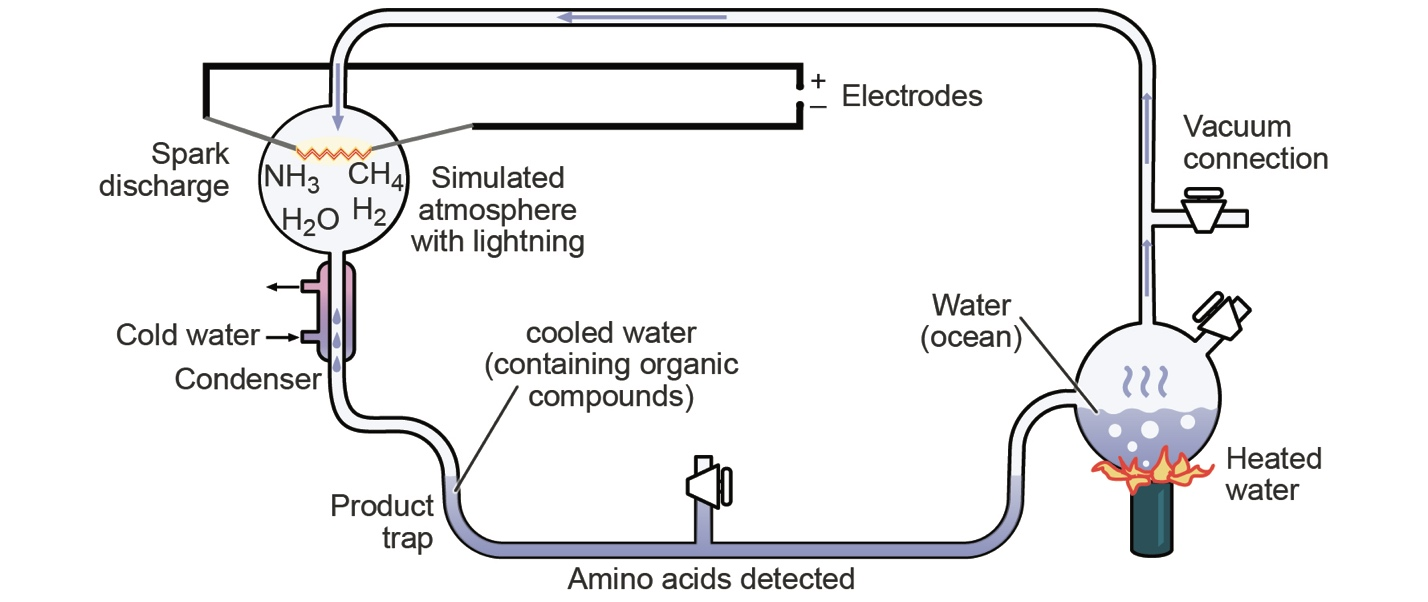 +
–
Electrodes
Vacuum
connection
Spark
discharge
NH₃
CH₄
H₂O
H₂
Simulated
atmosphere
with lightning
Cold water
Condenser
cooled water
(containing organic
compounds)
Water
(ocean)
Heated
water
Product
trap
Amino acids detected